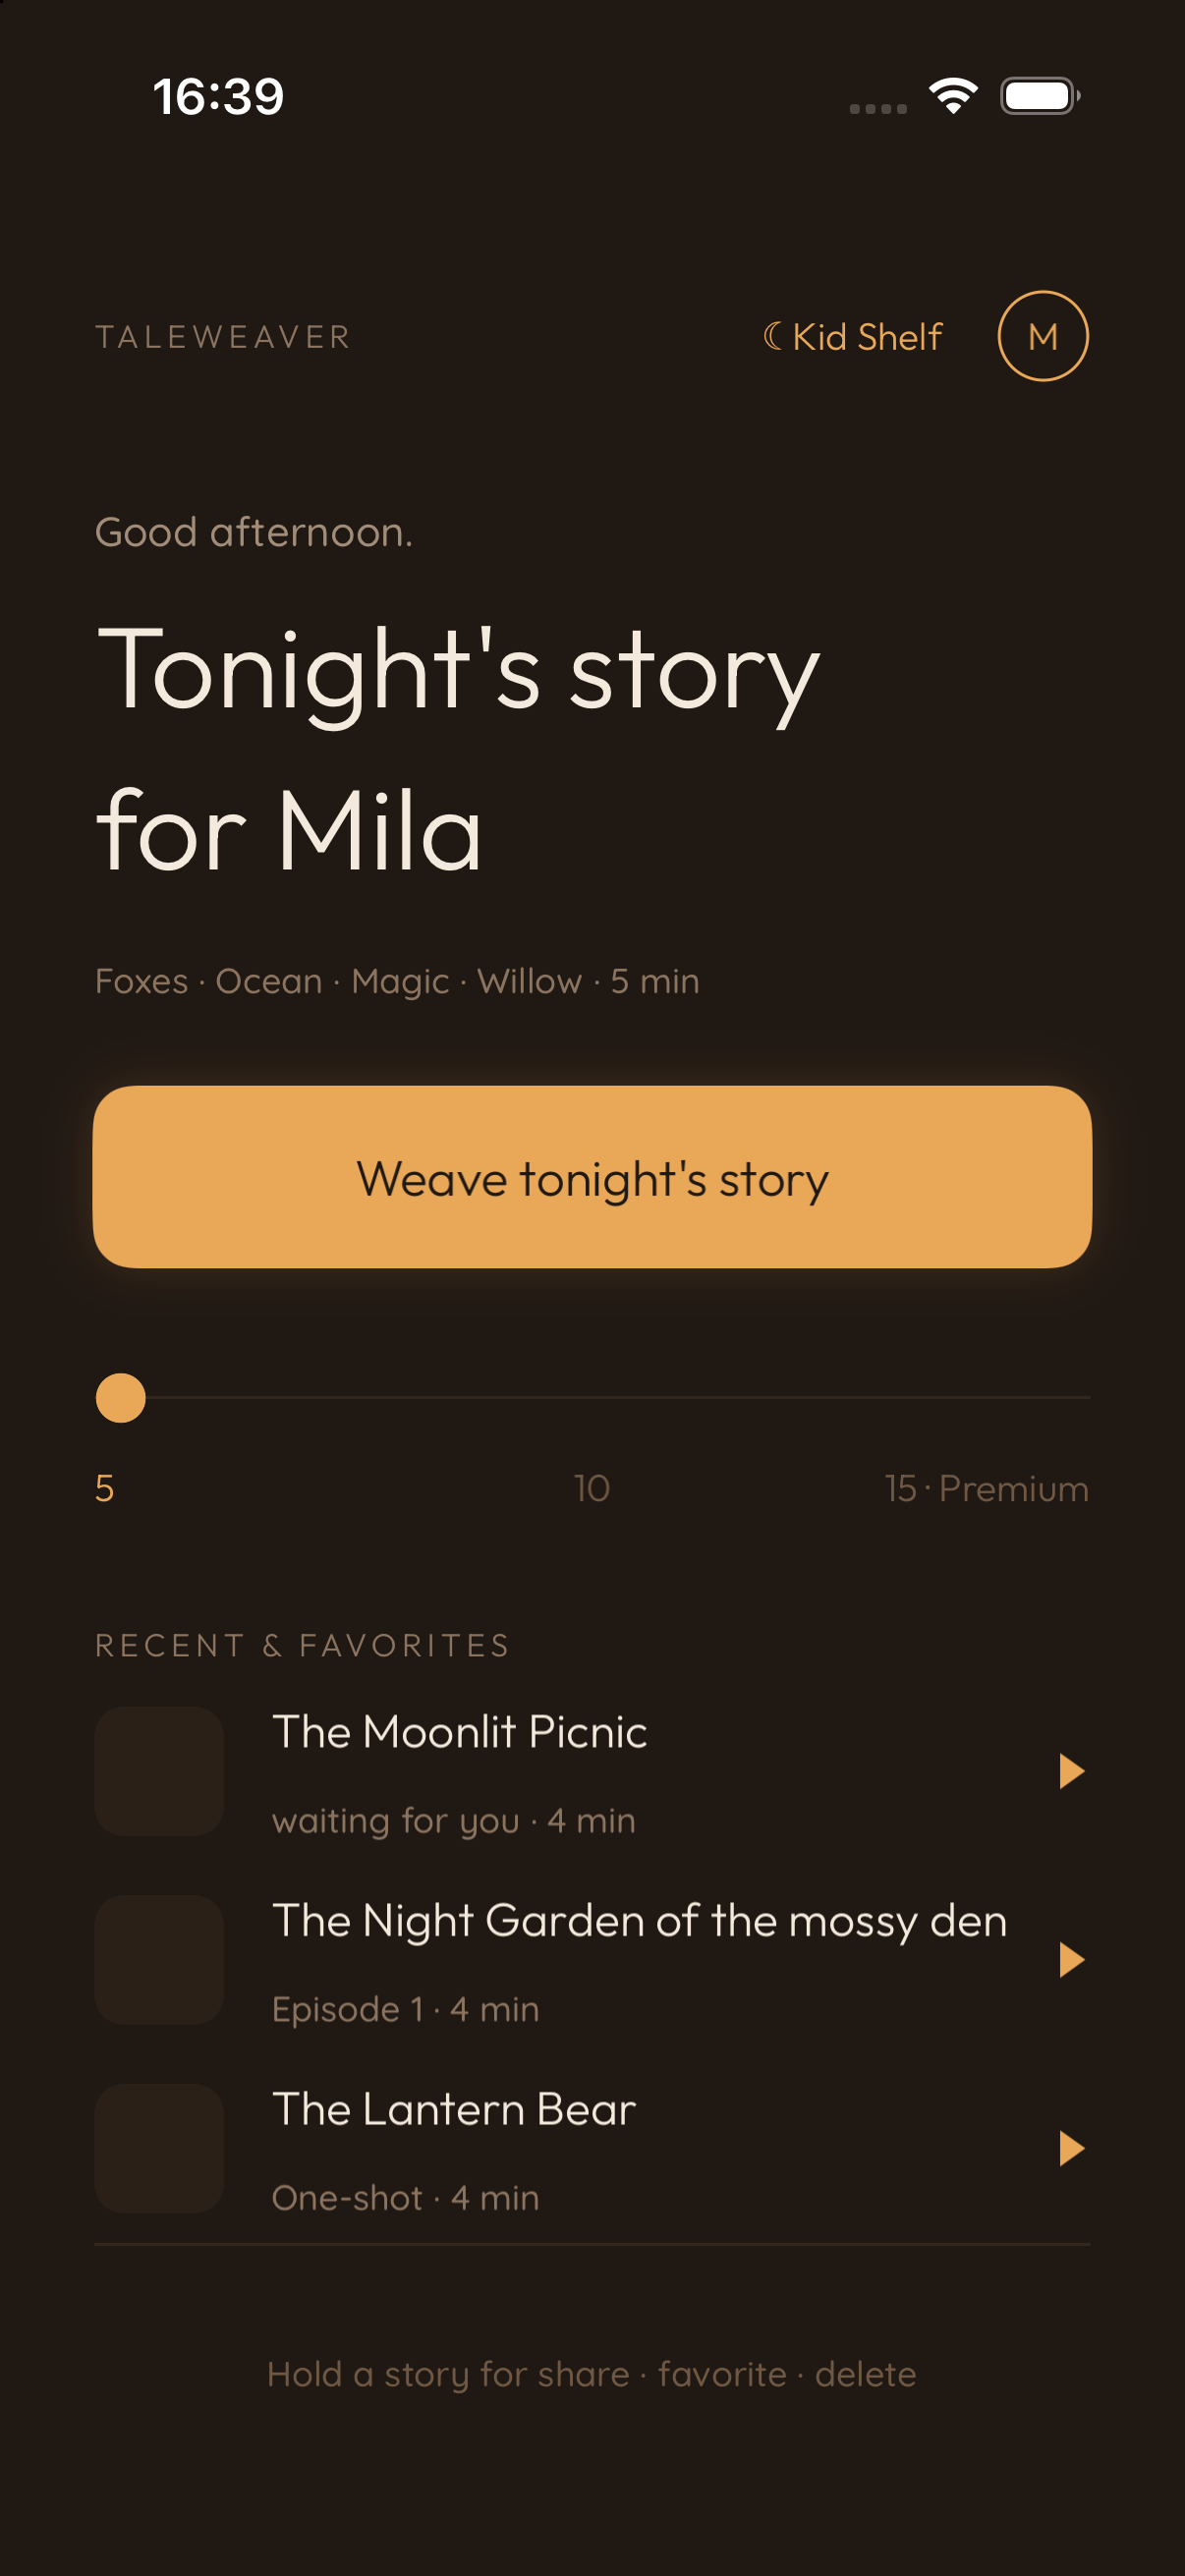 16:39
TALEWEAVER
☾ Kid Shelf
M
Good afternoon.
Tonight's story
for Mila
Foxes · Ocean · Magic · Willow · 5 min
Weave tonight's story
5
10
15 · Premium
RECENT & FAVORITES
The Moonlit Picnic
waiting for you · 4 min
The Night Garden of the mossy den
Episode 1 · 4 min
The Lantern Bear
One-shot · 4 min
Hold a story for share · favorite · delete